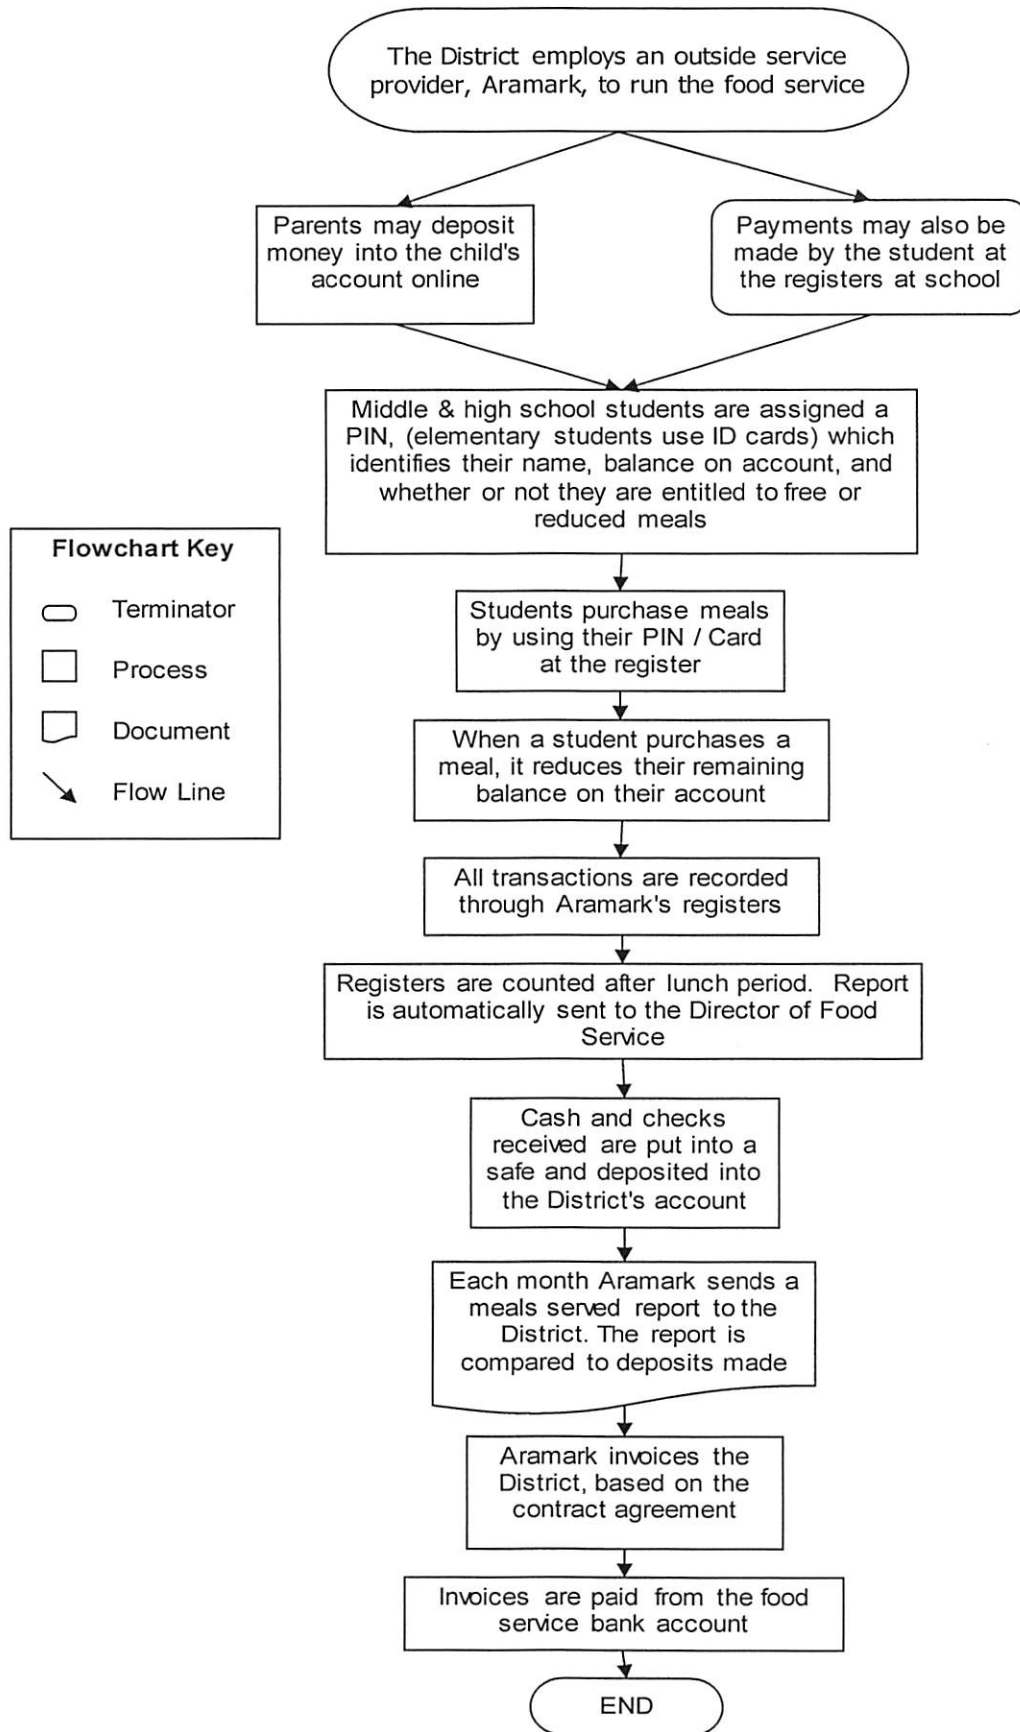 The District employs an outside service
provider, Aramark, to run the food service
Parents may deposit
money into the child's
account online
Payments may also be
made by the student at
the registers at school
Middle & high school students are assigned a
PIN, (elementary students use ID cards) which
identifies their name, balance on account, and
whether or not they are entitled to free or
reduced meals
Flowchart Key
Terminator
Process
Document
Flow Line
Students purchase meals
by using their PIN / Card
at the register
When a student purchases a
meal, it reduces their remaining
balance on their account
All transactions are recorded
through Aramark's registers
Registers are counted after lunch period. Report
is automatically sent to the Director of Food
Service
Cash and checks
received are put into a
safe and deposited into
the District's account
Each month Aramark sends a
meals served report to the
District. The report is
compared to deposits made
Aramark invoices the
District, based on the
contract agreement
Invoices are paid from the food
service bank account
END